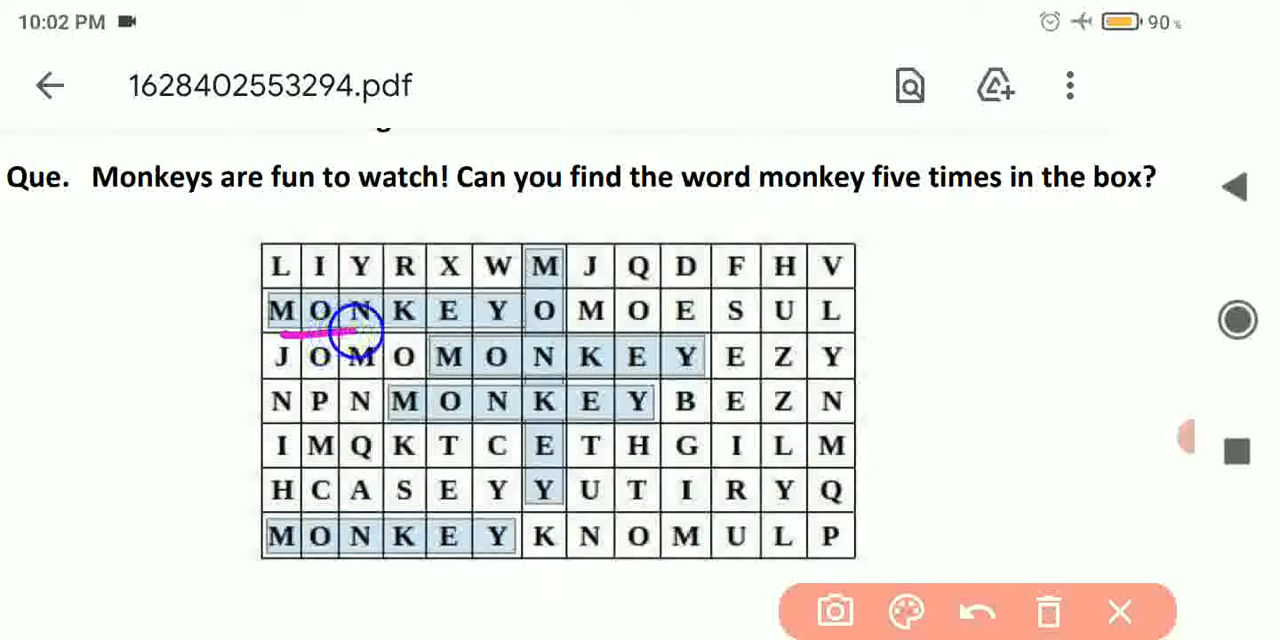 10:02 PM 90%
1628402553294.pdf
Que. Monkeys are fun to watch! Can you find the word monkey five times in the box?
L I Y R X W M J Q D F H V
M O N K E Y O M O E S U L
J O M O M O N K E Y E Z Y
N P N M O N K E Y B E Z N
I M Q K T C E T H G I L M
H C A S E Y Y U T I R Y Q
M O N K E Y K N O M U L P